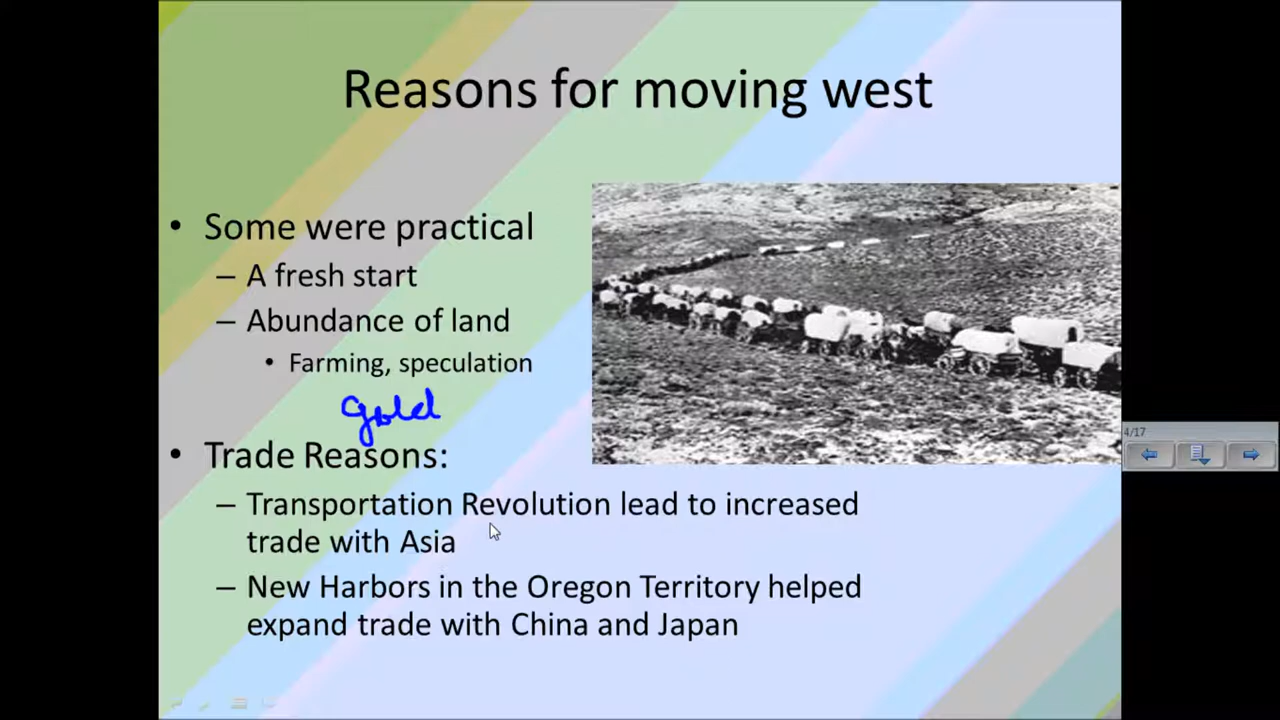 Reasons for moving west
• Some were practical
– A fresh start
– Abundance of land
• Farming, speculation
gold
• Trade Reasons:
– Transportation Revolution lead to increased
trade with Asia
– New Harbors in the Oregon Territory helped
expand trade with China and Japan
4/17